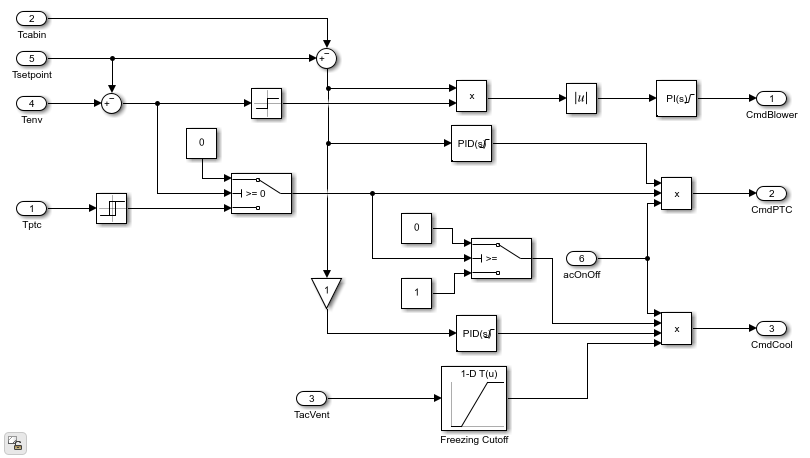 2
Tcabin
5
Tsetpoint
4
Tenv
x
|u|
PI(s)
1
CmdBlower
0
PID(s)
>= 0
1
Tptc
x
2
CmdPTC
0
>=
6
acOnOff
1
1
PID(s)
x
3
CmdCool
1-D T(u)
3
TacVent
Freezing Cutoff